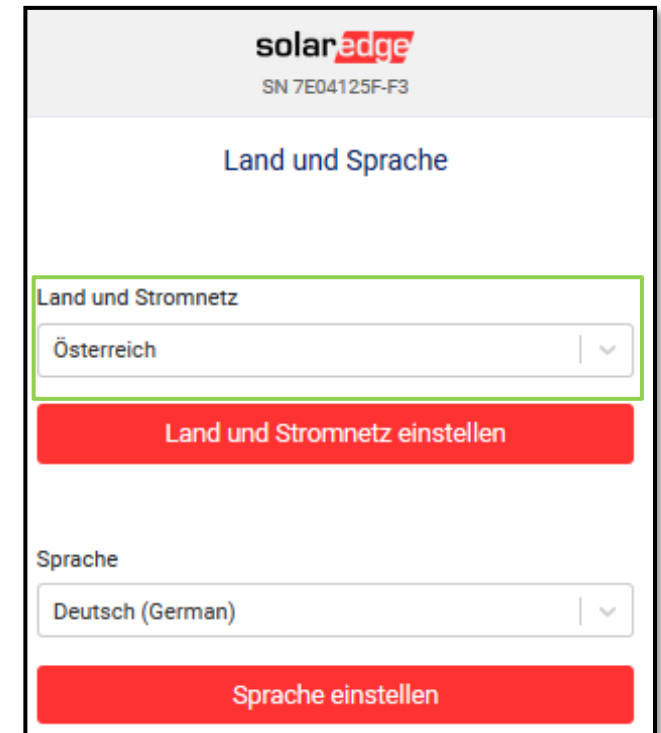 solaredge
SN 7E04125F-F3
Land und Sprache
Land und Stromnetz
Österreich
Land und Stromnetz einstellen
Sprache
Deutsch (German)
Sprache einstellen